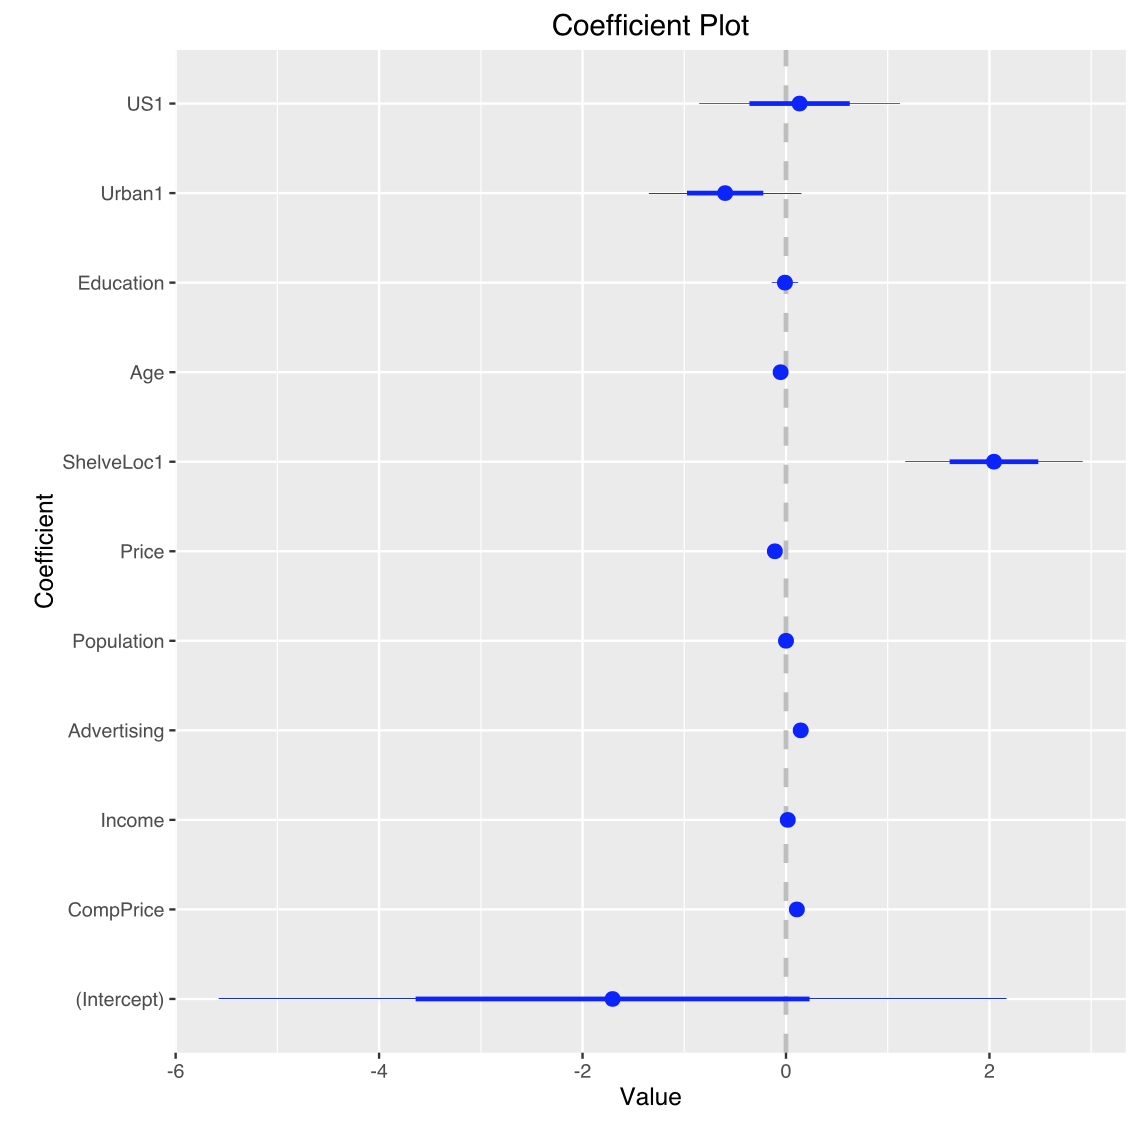 Coefficient Plot
US1
Urban1
Education
Age
ShelveLoc1
Price
Population
Advertising
Income
CompPrice
(Intercept)
Coefficient
-6 -4 -2 0 2
Value